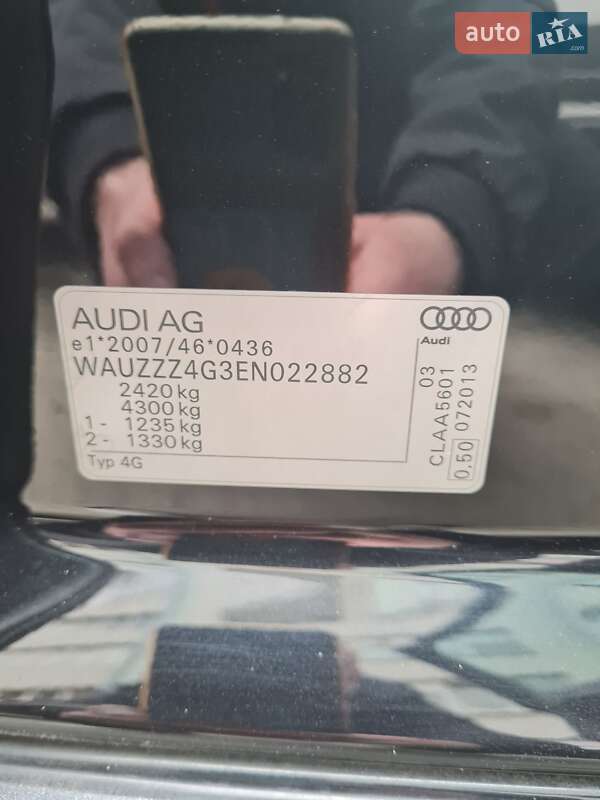 auto RIA
.com
AUDI AG
e1*2007/46*0436
WAUZZZ4G3EN022882
2420 kg
4300 kg
1 - 1235 kg
2 - 1330 kg
Typ 4G
Audi
03
CLAA5601
0.50 072013